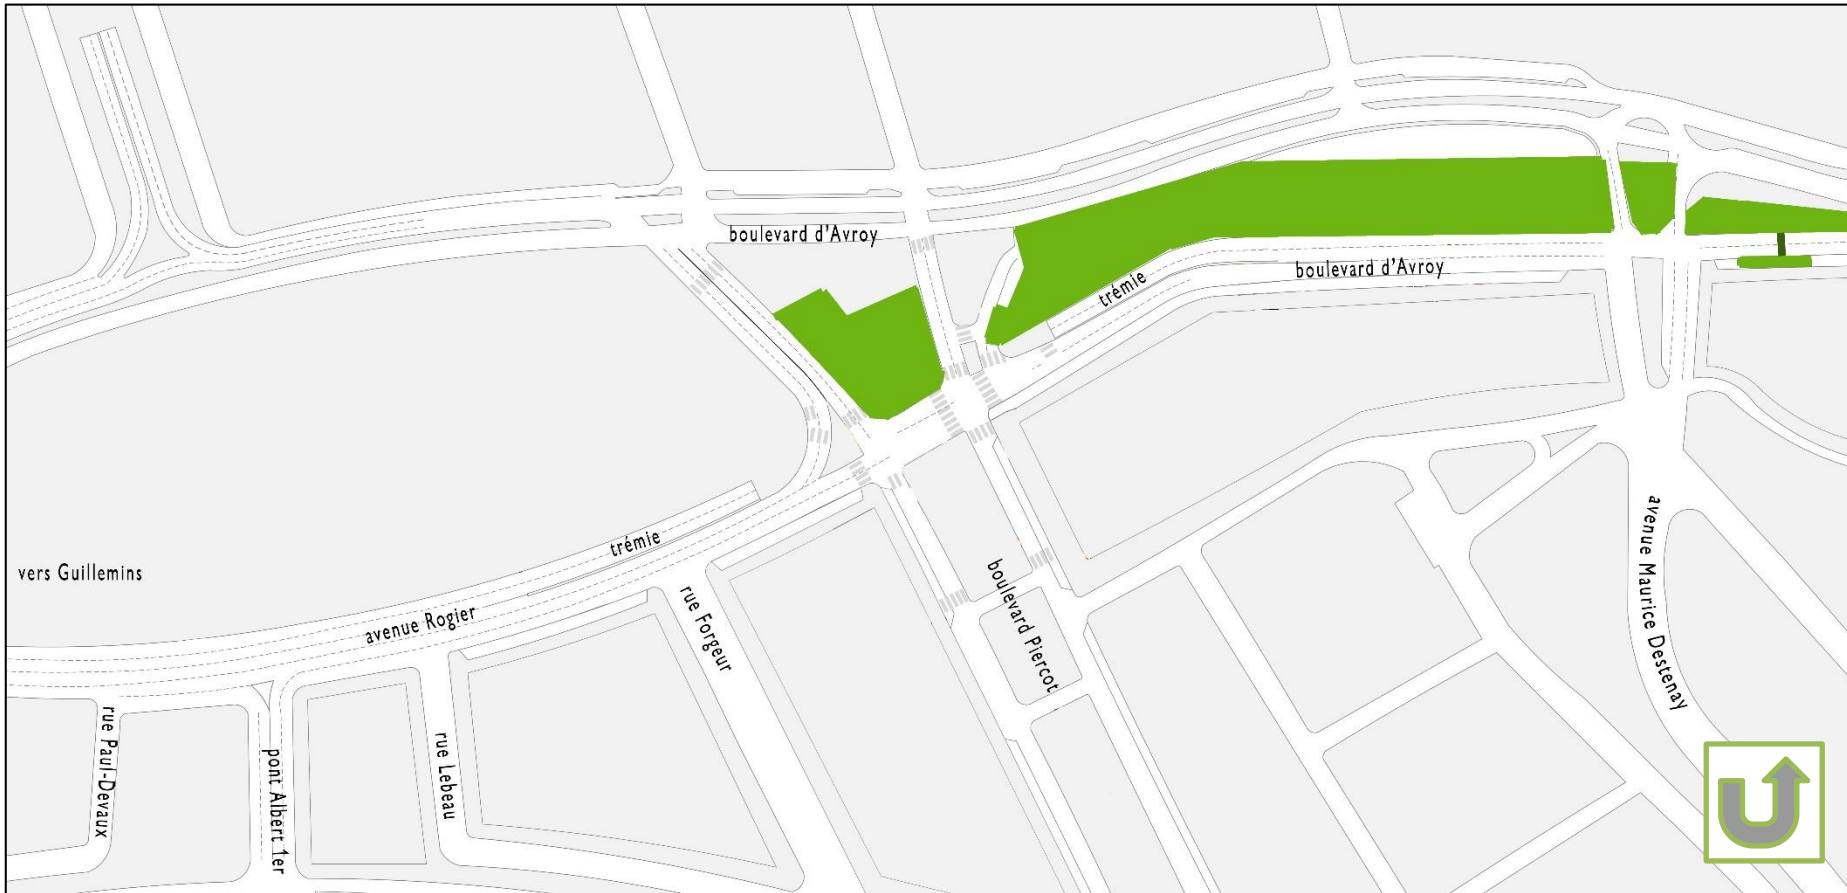 boulevard d'Avroy
boulevard d'Avroy
trémie
trémie
vers Guillemins
avenue Rogier
rue Forgeur
boulevard Piercot
avenue Maurice Destenay
rue Paul-Devaux
pont Albert 1er
rue Lebeau